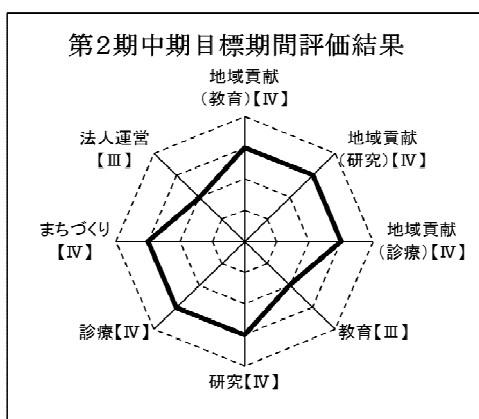 第2期中期目標期間評価結果
地域貢献
(教育)【Ⅳ】
地域貢献
(研究)【Ⅳ】
地域貢献
(診療)【Ⅳ】
教育【Ⅲ】
研究【Ⅳ】
診療【Ⅳ】
まちづくり
【Ⅳ】
法人運営
【Ⅲ】